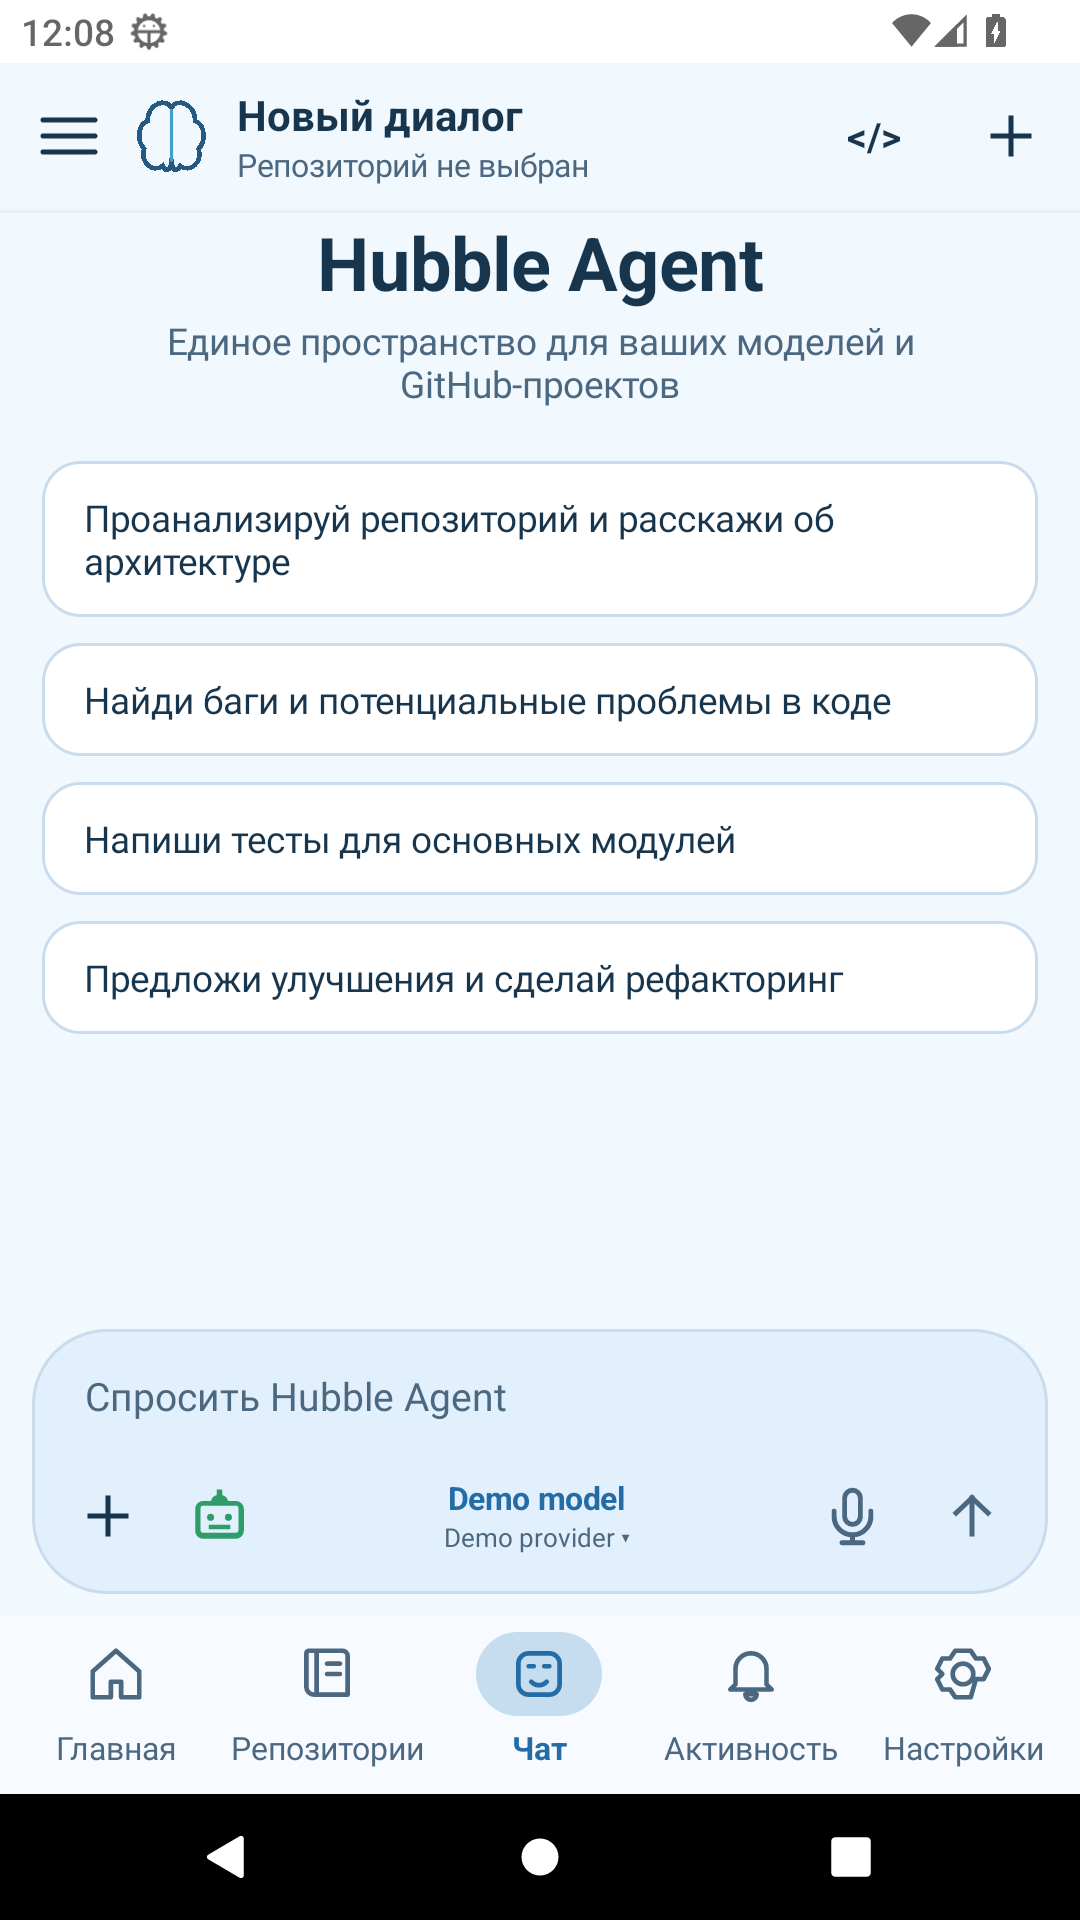 12:08
Новый диалог
Репозиторий не выбран
</>
Hubble Agent
Единое пространство для ваших моделей и
GitHub-проектов
Проанализируй репозиторий и расскажи об
архитектуре
Найди баги и потенциальные проблемы в коде
Напиши тесты для основных модулей
Предложи улучшения и сделай рефакторинг
Спросить Hubble Agent
Demo model
Demo provider ▾
Главная
Репозитории
Чат
Активность
Настройки